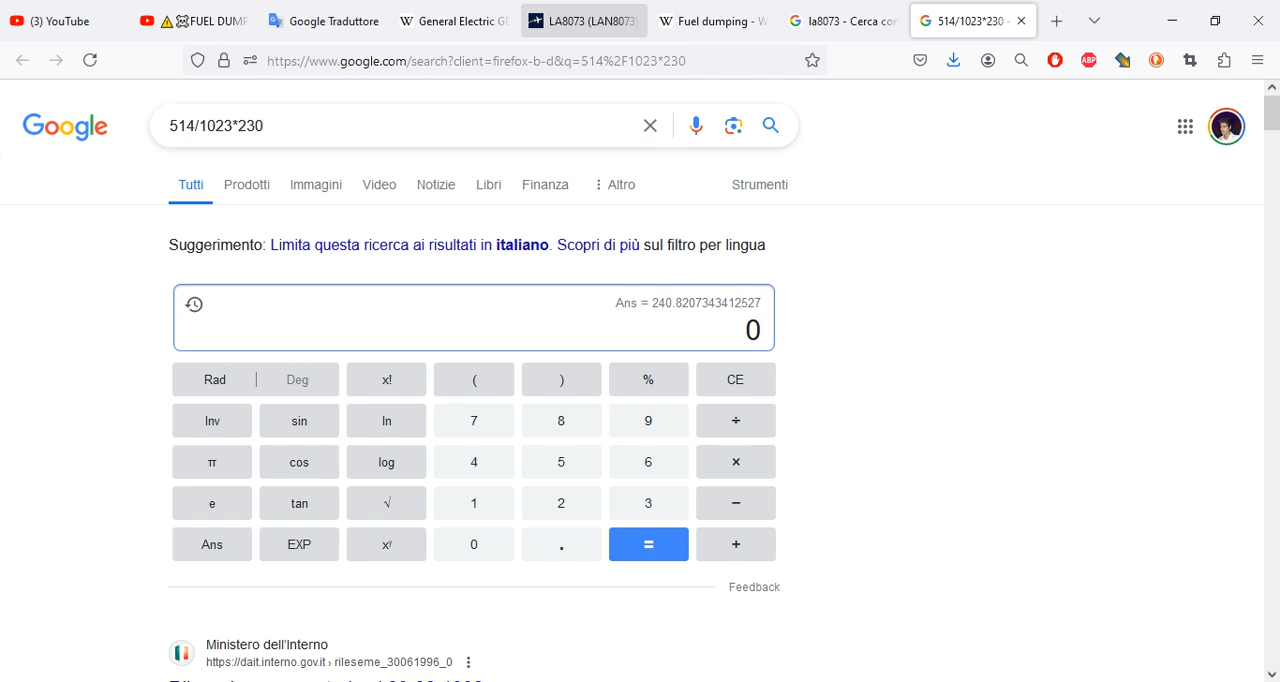 (3) YouTube
FUEL DUMP
Google Traduttore
General Electric GE
LA8073 (LAN8073)
Fuel dumping - W
la8073 - Cerca con
514/1023*230 -
https://www.google.com/search?client=firefox-b-d&q=514%2F1023*230
ABP
Google
514/1023*230
Tutti
Prodotti
Immagini
Video
Notizie
Libri
Finanza
Altro
Strumenti
Suggerimento: Limita questa ricerca ai risultati in italiano. Scopri di più sul filtro per lingua
Ans = 240.8207343412527
0
Rad | Deg x! ( ) % CE
Inv sin ln 7 8 9 ÷
π cos log 4 5 6 ×
e tan √ 1 2 3 −
Ans EXP xʸ 0 . = +
Feedback
Ministero dell'Interno
https://dait.interno.gov.it › rileseme_30061996_0